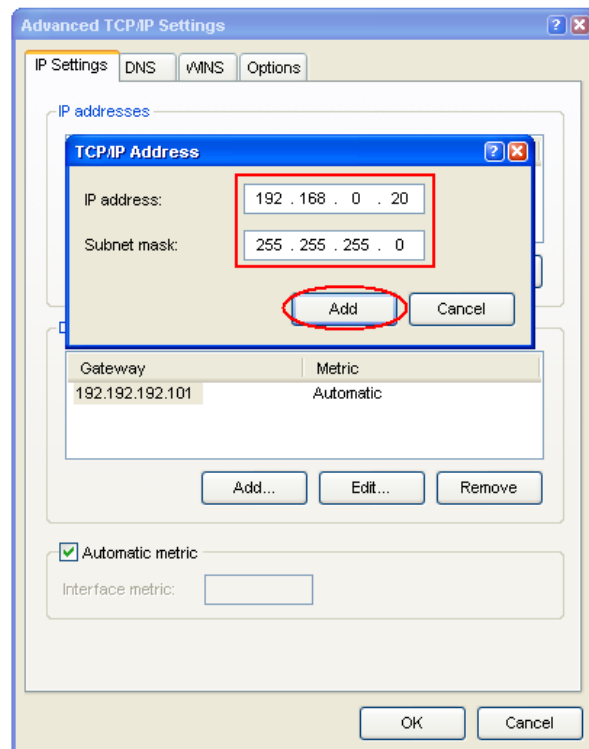 Advanced TCP/IP Settings
IP Settings DNS WINS Options
IP addresses
TCP/IP Address
IP address: 192 . 168 . 0 . 20
Subnet mask: 255 . 255 . 255 . 0
Add Cancel
Gateway Metric
192.192.192.101 Automatic
Add... Edit... Remove
Automatic metric
Interface metric:
OK Cancel